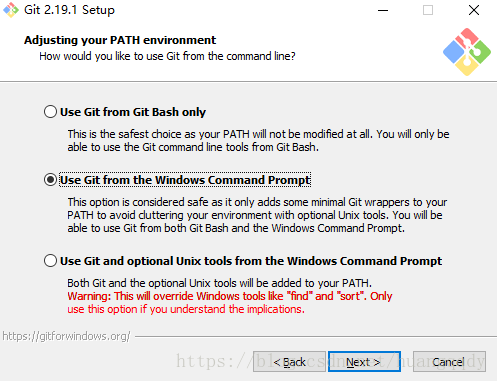 Git 2.19.1 Setup
Adjusting your PATH environment
How would you like to use Git from the command line?
Use Git from Git Bash only
This is the safest choice as your PATH will not be modified at all. You will only be
able to use the Git command line tools from Git Bash.
Use Git from the Windows Command Prompt
This option is considered safe as it only adds some minimal Git wrappers to your
PATH to avoid cluttering your environment with optional Unix tools. You will be
able to use Git from both Git Bash and the Windows Command Prompt.
Use Git and optional Unix tools from the Windows Command Prompt
Both Git and the optional Unix tools will be added to your PATH.
Warning: This will override Windows tools like "find" and "sort". Only
use this option if you understand the implications.
https://gitforwindows.org/
< Back
Next >
Cancel